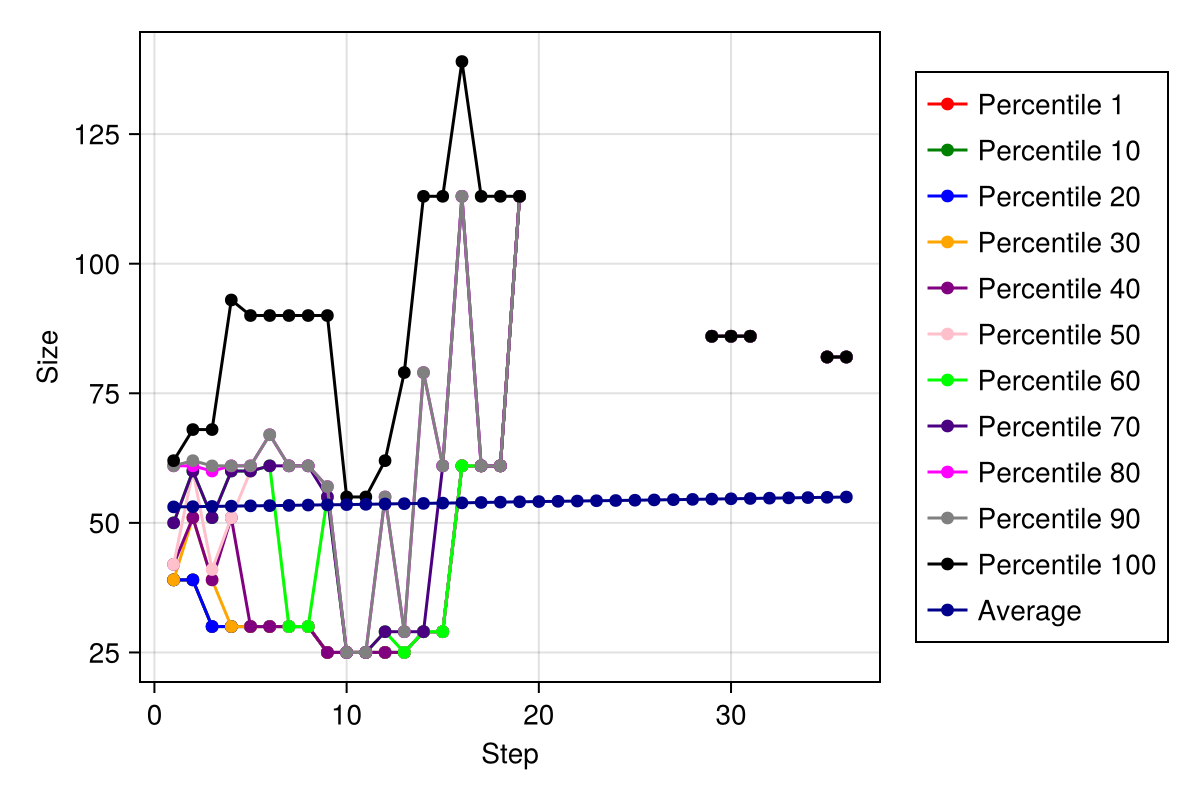 125
100
75
50
25
0
10
20
30
Size
Step
Percentile 1
Percentile 10
Percentile 20
Percentile 30
Percentile 40
Percentile 50
Percentile 60
Percentile 70
Percentile 80
Percentile 90
Percentile 100
Average